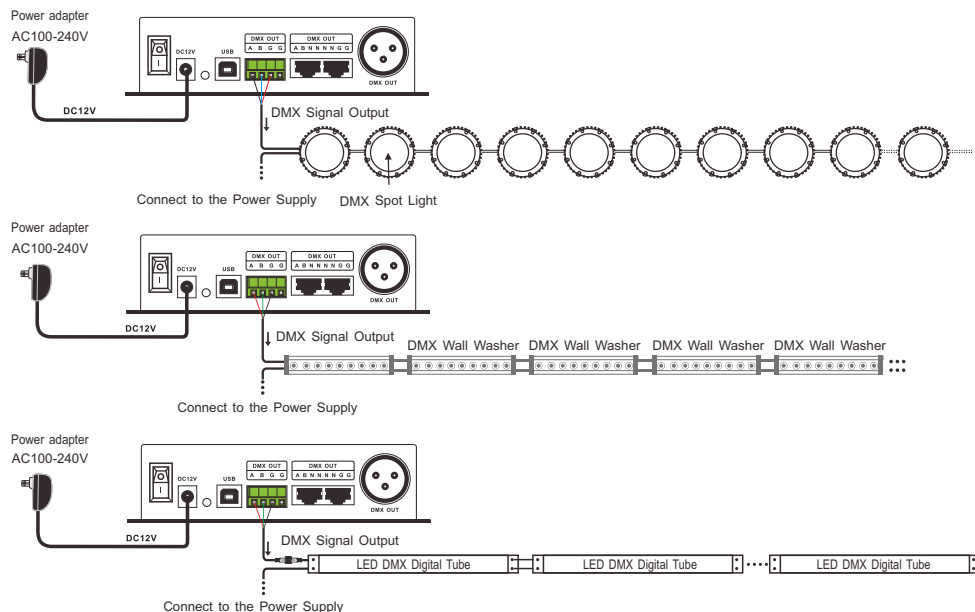 Power adapter
AC100-240V
DC12V
USB
DMX OUT
A B G G
DMX OUT
A B N N N N G G
DMX OUT
DC12V
DMX Signal Output
Connect to the Power Supply
DMX Spot Light
Power adapter
AC100-240V
DC12V
USB
DMX OUT
A B G G
DMX OUT
A B N N N N G G
DMX OUT
DC12V
DMX Signal Output
DMX Wall Washer DMX Wall Washer DMX Wall Washer DMX Wall Washer
Connect to the Power Supply
Power adapter
AC100-240V
DC12V
USB
DMX OUT
A B G G
DMX OUT
A B N N N N G G
DMX OUT
DC12V
DMX Signal Output
LED DMX Digital Tube LED DMX Digital Tube LED DMX Digital Tube
Connect to the Power Supply